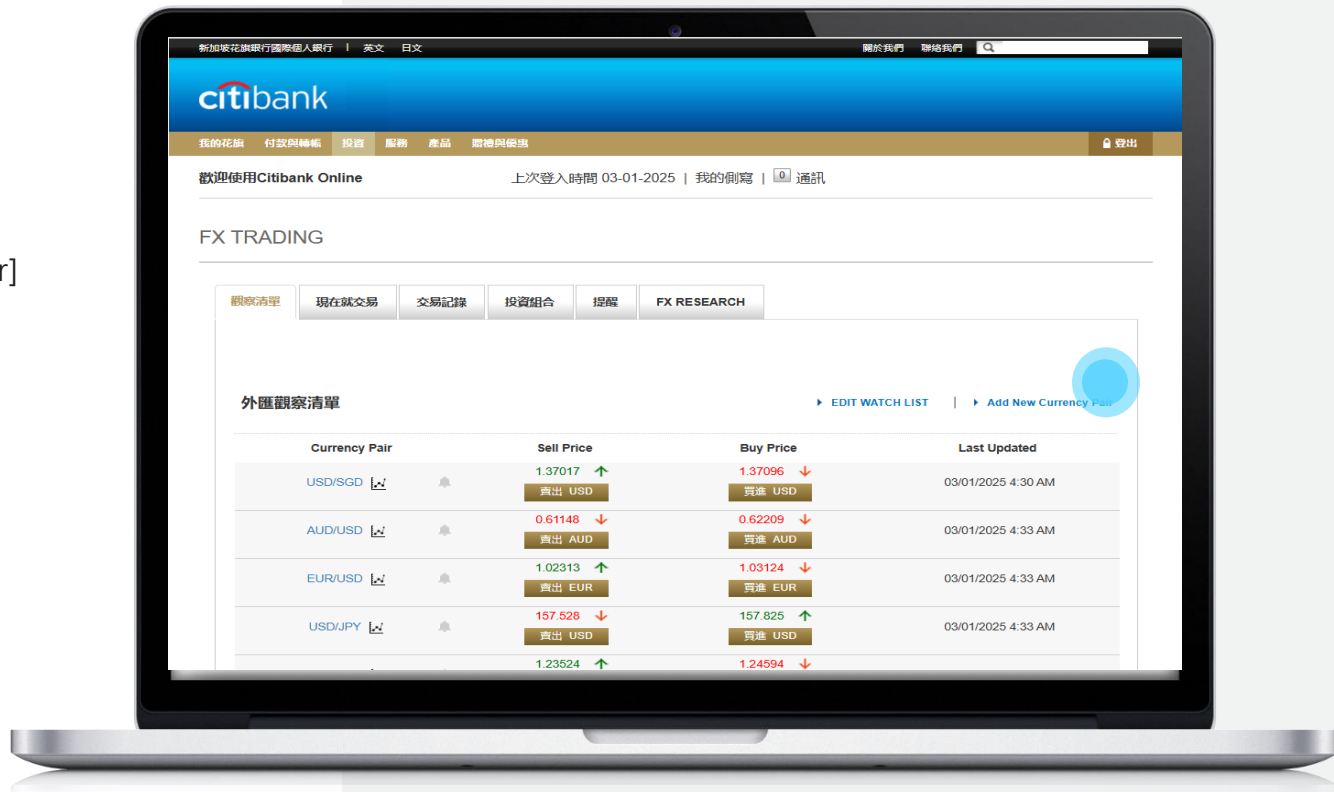 新加坡花旗銀行國際個人銀行 | 英文 日文 關於我們 聯絡我們
citibank
我的花旗 付款與轉帳 投資 服務 產品 贈禮與優惠 登出
歡迎使用Citibank Online 上次登入時間 03-01-2025 | 我的側寫 | 0 通訊
FX TRADING
r]
觀察清單 現在就交易 交易記錄 投資組合 提醒 FX RESEARCH
外匯觀察清單 EDIT WATCH LIST | Add New Currency Pair
Currency Pair Sell Price Buy Price Last Updated
1.37017 1.37096
USD/SGD 03/01/2025 4:30 AM
賣出 USD 買進 USD
0.61148 0.62209
AUD/USD 03/01/2025 4:33 AM
賣出 AUD 買進 AUD
1.02313 1.03124
EUR/USD 03/01/2025 4:33 AM
賣出 EUR 買進 EUR
157.528 157.825
USD/JPY 03/01/2025 4:33 AM
賣出 USD 買進 USD
1.23524 1.24594